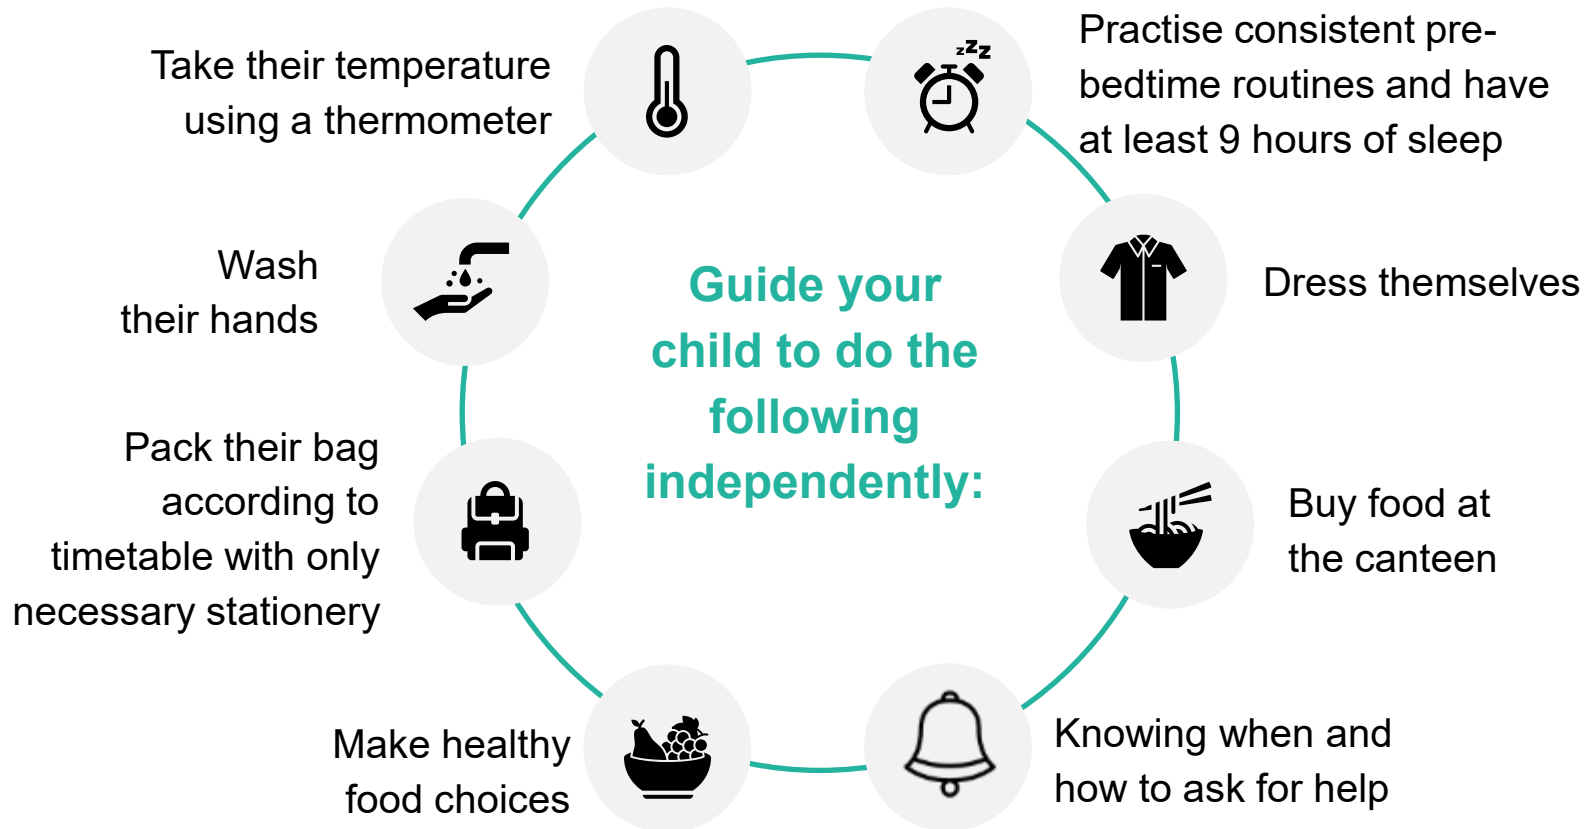 Take their temperature
using a thermometer
zZZ
Practise consistent pre-
bedtime routines and have
at least 9 hours of sleep
Wash
their hands
Guide your
child to do the
following
independently:
Dress themselves
Pack their bag
according to
timetable with only
necessary stationery
Buy food at
the canteen
Make healthy
food choices
Knowing when and
how to ask for help